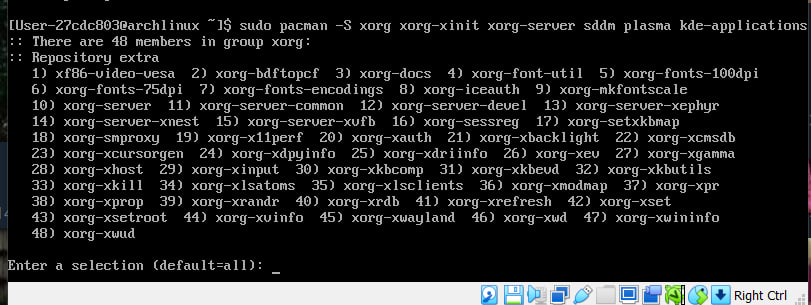 [User-27cdc803@archlinux ~]$ sudo pacman -S xorg xorg-xinit xorg-server sddm plasma kde-applications
:: There are 48 members in group xorg:
:: Repository extra
1) xf86-video-vesa 2) xorg-bdftopcf 3) xorg-docs 4) xorg-font-util 5) xorg-fonts-100dpi
6) xorg-fonts-75dpi 7) xorg-fonts-encodings 8) xorg-iceauth 9) xorg-mkfontscale
10) xorg-server 11) xorg-server-common 12) xorg-server-devel 13) xorg-server-xephyr
14) xorg-server-xnest 15) xorg-server-xvfb 16) xorg-sessreg 17) xorg-setxkbmap
18) xorg-smproxy 19) xorg-x11perf 20) xorg-xauth 21) xorg-xbacklight 22) xorg-xcmsdb
23) xorg-xcursorgen 24) xorg-xdpyinfo 25) xorg-xdriinfo 26) xorg-xev 27) xorg-xgamma
28) xorg-xhost 29) xorg-xinput 30) xorg-xkbcomp 31) xorg-xkbevd 32) xorg-xkbutils
33) xorg-xkill 34) xorg-xlsatoms 35) xorg-xlsclients 36) xorg-xmodmap 37) xorg-xpr
38) xorg-xprop 39) xorg-xrandr 40) xorg-xrdb 41) xorg-xrefresh 42) xorg-xset
43) xorg-xsetroot 44) xorg-xvinfo 45) xorg-xwayland 46) xorg-xwd 47) xorg-xwininfo
48) xorg-xwud
Enter a selection (default=all): _
Right Ctrl